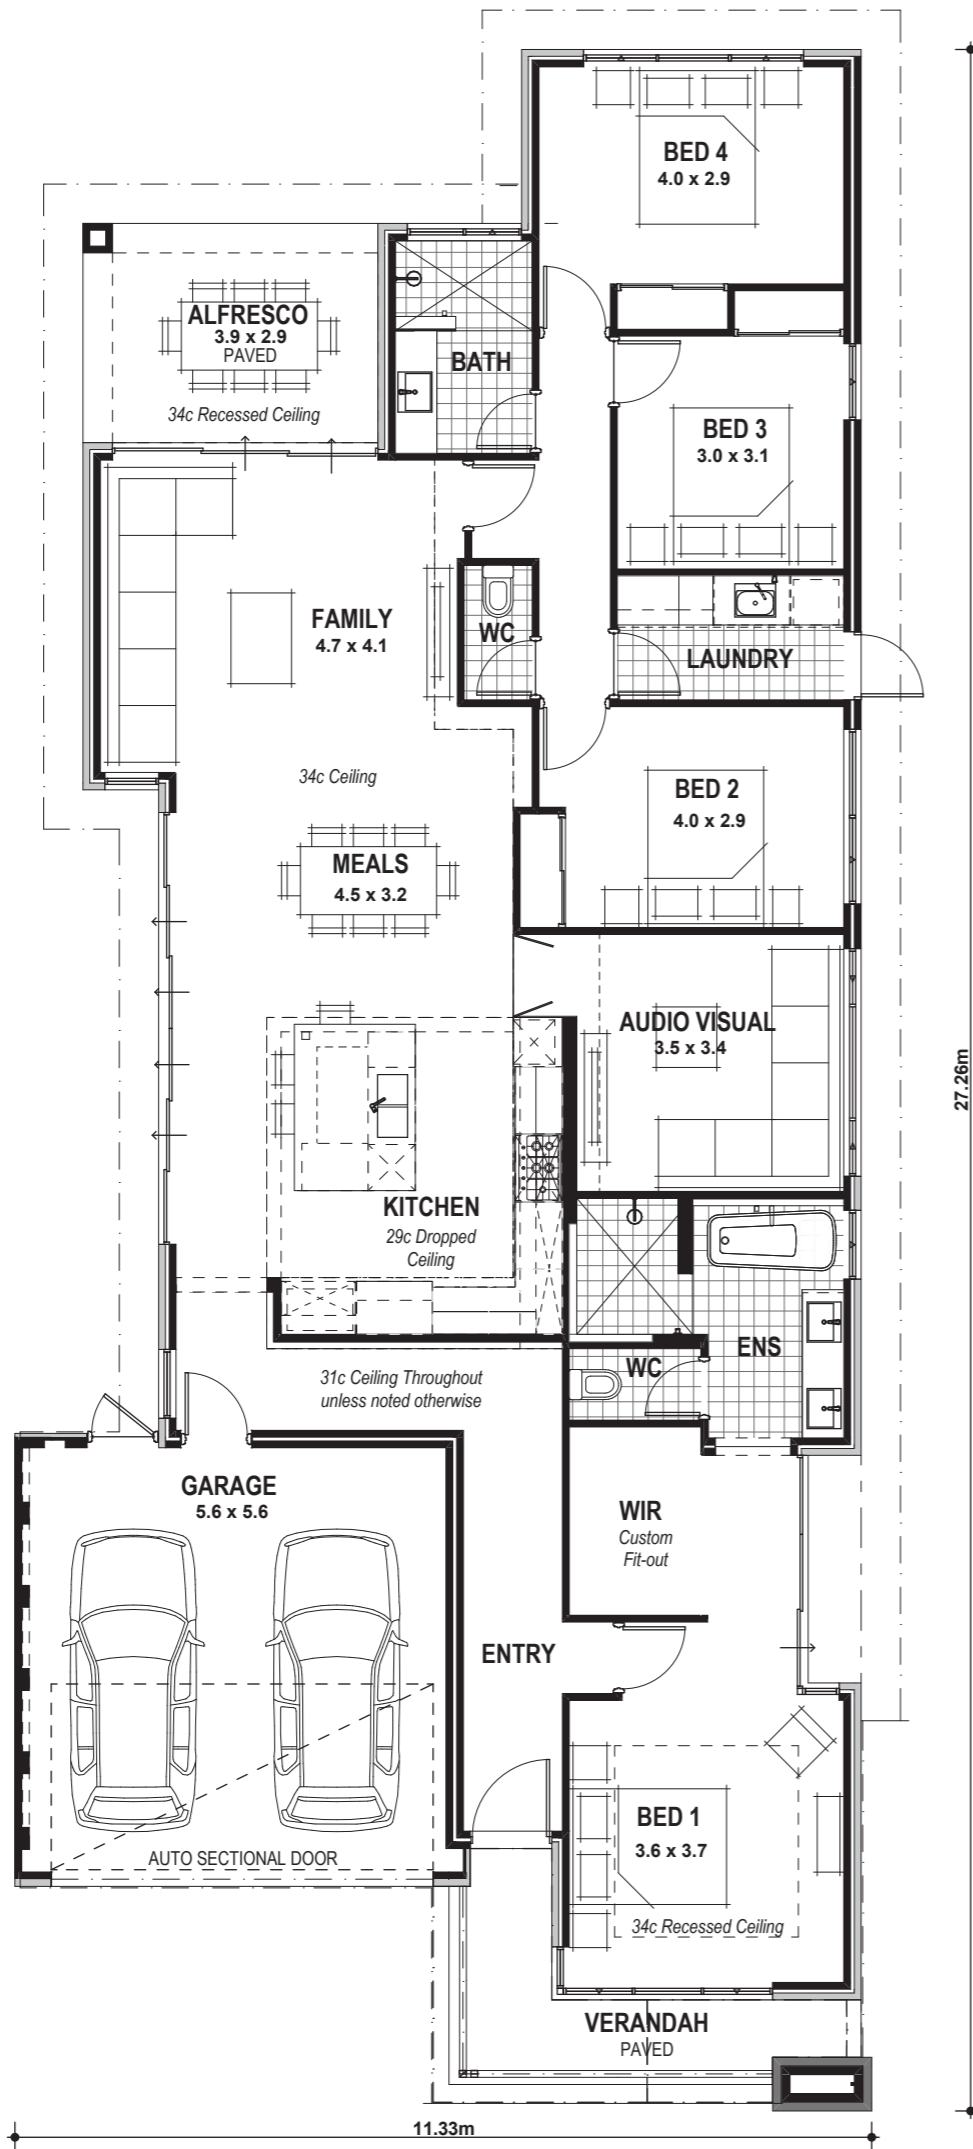 BED 4
4.0 x 2.9
ALFRESCO
3.9 x 2.9
PAVED
34c Recessed Ceiling
BATH
BED 3
3.0 x 3.1
FAMILY
4.7 x 4.1
WC
LAUNDRY
34c Ceiling
BED 2
4.0 x 2.9
MEALS
4.5 x 3.2
AUDIO VISUAL
3.5 x 3.4
27.26m
KITCHEN
29c Dropped
Ceiling
ENS
WC
31c Ceiling Throughout
unless noted otherwise
GARAGE
5.6 x 5.6
WIR
Custom
Fit-out
ENTRY
BED 1
3.6 x 3.7
AUTO SECTIONAL DOOR
34c Recessed Ceiling
VERANDAH
PAVED
11.33m